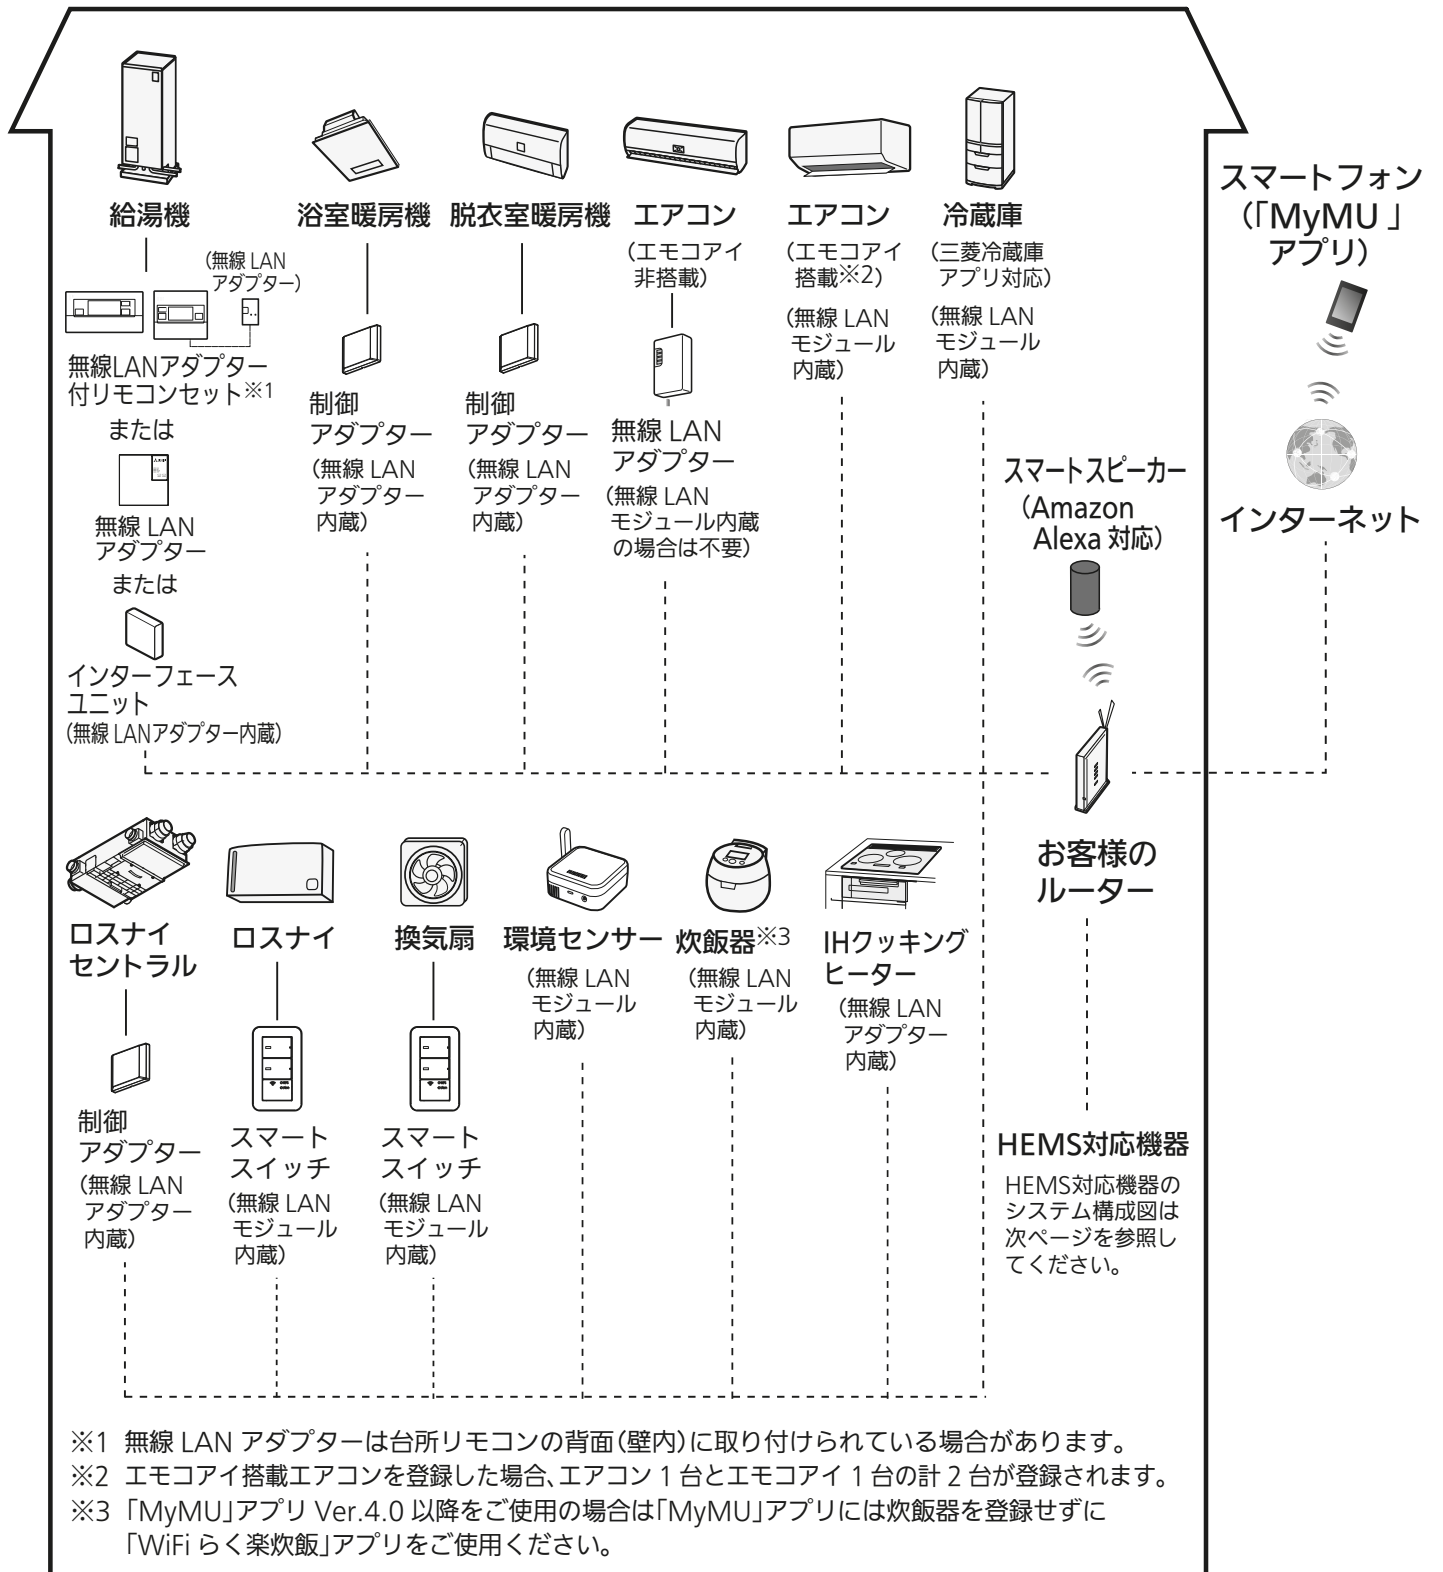 給湯機
(無線 LAN
アダプター)
無線LANアダプター
付リモコンセット※1
または
無線 LAN
アダプター
または
インターフェース
ユニット
(無線 LANアダプター内蔵)
浴室暖房機
制御
アダプター
(無線 LAN
アダプター
内蔵)
脱衣室暖房機
制御
アダプター
(無線 LAN
アダプター
内蔵)
エアコン
(エモコアイ
非搭載)
無線 LAN
アダプター
(無線 LAN
モジュール内蔵
の場合は不要)
エアコン
(エモコアイ
搭載※2)
(無線 LAN
モジュール
内蔵)
冷蔵庫
(三菱冷蔵庫
アプリ対応)
(無線 LAN
モジュール
内蔵)
スマートフォン
(「MyMU」
アプリ)
インターネット
スマートスピーカー
(Amazon
Alexa 対応)
お客様の
ルーター
HEMS対応機器
HEMS対応機器の
システム構成図は
次ページを参照し
てください。
ロスナイ
セントラル
制御
アダプター
(無線 LAN
アダプター
内蔵)
ロスナイ
スマート
スイッチ
(無線 LAN
モジュール
内蔵)
換気扇
スマート
スイッチ
(無線 LAN
モジュール
内蔵)
環境センサー
(無線 LAN
モジュール
内蔵)
炊飯器※3
(無線 LAN
モジュール
内蔵)
IHクッキング
ヒーター
(無線 LAN
アダプター
内蔵)
※1 無線 LAN アダプターは台所リモコンの背面(壁内)に取り付けられている場合があります。
※2 エモコアイ搭載エアコンを登録した場合、エアコン 1 台とエモコアイ 1 台の計 2 台が登録されます。
※3 「MyMU」アプリ Ver.4.0 以降をご使用の場合は「MyMU」アプリには炊飯器を登録せずに
「WiFi らく楽炊飯」アプリをご使用ください。